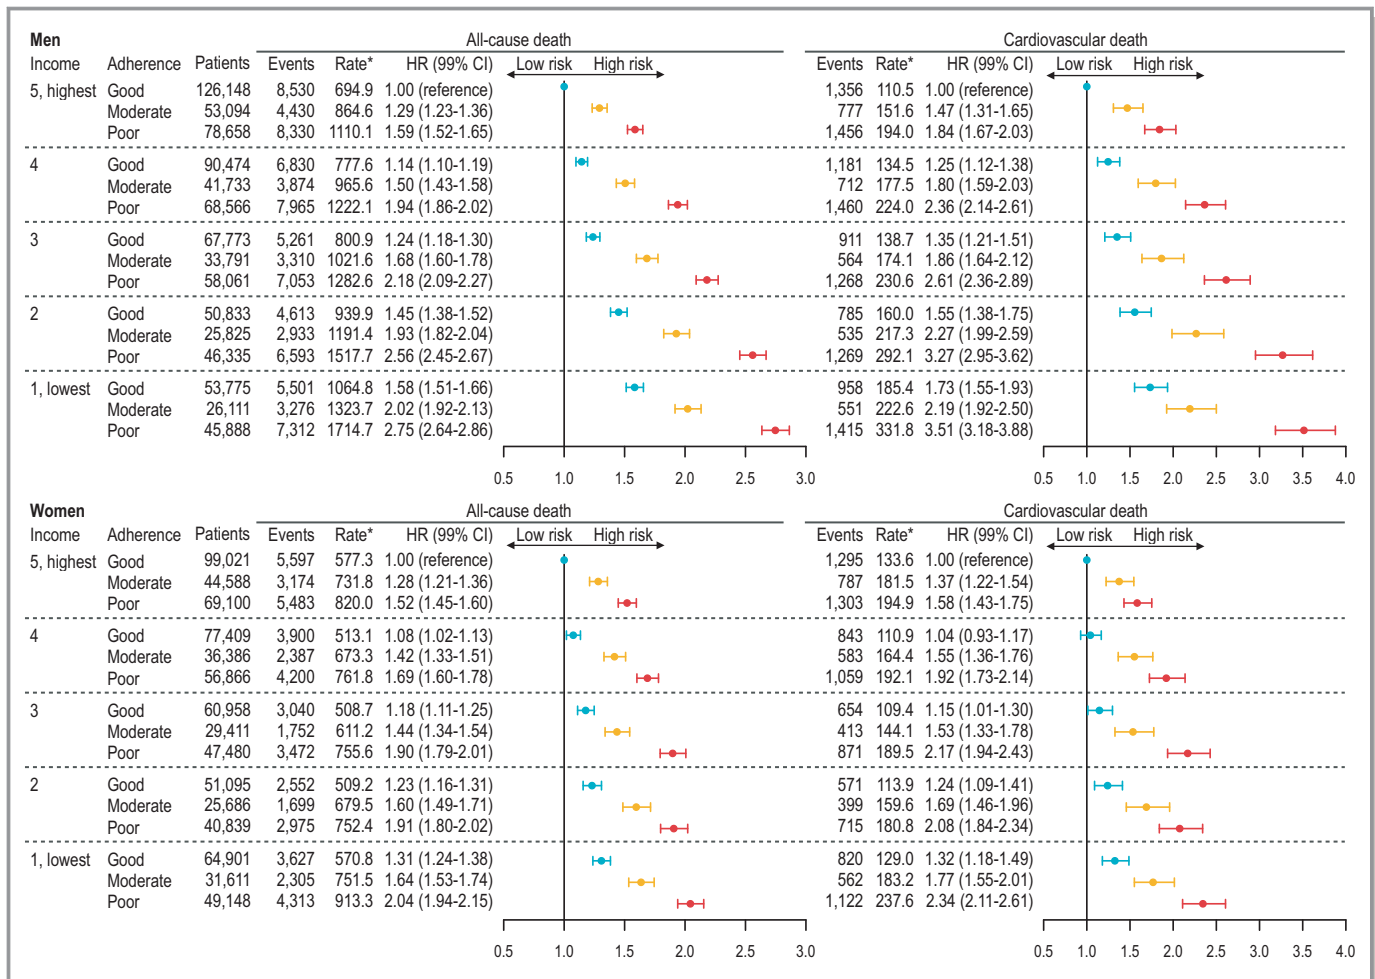 Men All-cause death Cardiovascular death
Income Adherence Patients Events Rate* HR (99% CI) Low risk High risk Events Rate* HR (99% CI) Low risk High risk
5, highest Good 126,148 8,530 694.9 1.00 (reference) 1,356 110.5 1.00 (reference)
Moderate 53,094 4,430 864.6 1.29 (1.23-1.36) 777 151.6 1.47 (1.31-1.65)
Poor 78,658 8,330 1110.1 1.59 (1.52-1.65) 1,456 194.0 1.84 (1.67-2.03)
4 Good 90,474 6,830 777.6 1.14 (1.10-1.19) 1,181 134.5 1.25 (1.12-1.38)
Moderate 41,733 3,874 965.6 1.50 (1.43-1.58) 712 177.5 1.80 (1.59-2.03)
Poor 68,566 7,965 1222.1 1.94 (1.86-2.02) 1,460 224.0 2.36 (2.14-2.61)
3 Good 67,773 5,261 800.9 1.24 (1.18-1.30) 911 138.7 1.35 (1.21-1.51)
Moderate 33,791 3,310 1021.6 1.68 (1.60-1.78) 564 174.1 1.86 (1.64-2.12)
Poor 58,061 7,053 1282.6 2.18 (2.09-2.27) 1,268 230.6 2.61 (2.36-2.89)
2 Good 50,833 4,613 939.9 1.45 (1.38-1.52) 785 160.0 1.55 (1.38-1.75)
Moderate 25,825 2,933 1191.4 1.93 (1.82-2.04) 535 217.3 2.27 (1.99-2.59)
Poor 46,335 6,593 1517.7 2.56 (2.45-2.67) 1,269 292.1 3.27 (2.95-3.62)
1, lowest Good 53,775 5,501 1064.8 1.58 (1.51-1.66) 958 185.4 1.73 (1.55-1.93)
Moderate 26,111 3,276 1323.7 2.02 (1.92-2.13) 551 222.6 2.19 (1.92-2.50)
Poor 45,888 7,312 1714.7 2.75 (2.64-2.86) 1,415 331.8 3.51 (3.18-3.88)
0.5 1.0 1.5 2.0 2.5 3.0 0.5 1.0 1.5 2.0 2.5 3.0 3.5 4.0
Women All-cause death Cardiovascular death
Income Adherence Patients Events Rate* HR (99% CI) Low risk High risk Events Rate* HR (99% CI) Low risk High risk
5, highest Good 99,021 5,597 577.3 1.00 (reference) 1,295 133.6 1.00 (reference)
Moderate 44,588 3,174 731.8 1.28 (1.21-1.36) 787 181.5 1.37 (1.22-1.54)
Poor 69,100 5,483 820.0 1.52 (1.45-1.60) 1,303 194.9 1.58 (1.43-1.75)
4 Good 77,409 3,900 513.1 1.08 (1.02-1.13) 843 110.9 1.04 (0.93-1.17)
Moderate 36,386 2,387 673.3 1.42 (1.33-1.51) 583 164.4 1.55 (1.36-1.76)
Poor 56,866 4,200 761.8 1.69 (1.60-1.78) 1,059 192.1 1.92 (1.73-2.14)
3 Good 60,958 3,040 508.7 1.18 (1.11-1.25) 654 109.4 1.15 (1.01-1.30)
Moderate 29,411 1,752 611.2 1.44 (1.34-1.54) 413 144.1 1.53 (1.33-1.78)
Poor 47,480 3,472 755.6 1.90 (1.79-2.01) 871 189.5 2.17 (1.94-2.43)
2 Good 51,095 2,552 509.2 1.23 (1.16-1.31) 571 113.9 1.24 (1.09-1.41)
Moderate 25,686 1,699 679.5 1.60 (1.49-1.71) 399 159.6 1.69 (1.46-1.96)
Poor 40,839 2,975 752.4 1.91 (1.80-2.02) 715 180.8 2.08 (1.84-2.34)
1, lowest Good 64,901 3,627 570.8 1.31 (1.24-1.38) 820 129.0 1.32 (1.18-1.49)
Moderate 31,611 2,305 751.5 1.64 (1.53-1.74) 562 183.2 1.77 (1.55-2.01)
Poor 49,148 4,313 913.3 2.04 (1.94-2.15) 1,122 237.6 2.34 (2.11-2.61)
0.5 1.0 1.5 2.0 2.5 3.0 0.5 1.0 1.5 2.0 2.5 3.0 3.5 4.0